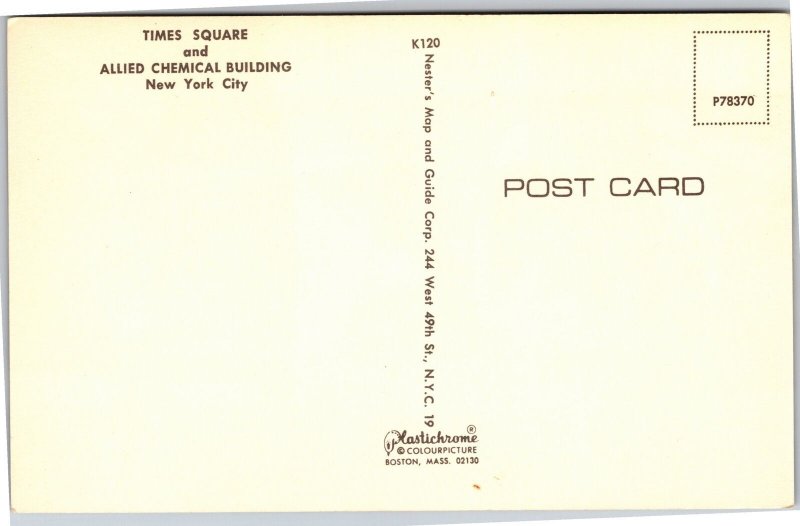 TIMES SQUARE
and
ALLIED CHEMICAL BUILDING
New York City
K120
Nester's Map and Guide Corp. 244 West 49th St., N.Y.C. 19
P78370
POST CARD
Plastichrome ®
© COLOURPICTURE
BOSTON, MASS. 02130